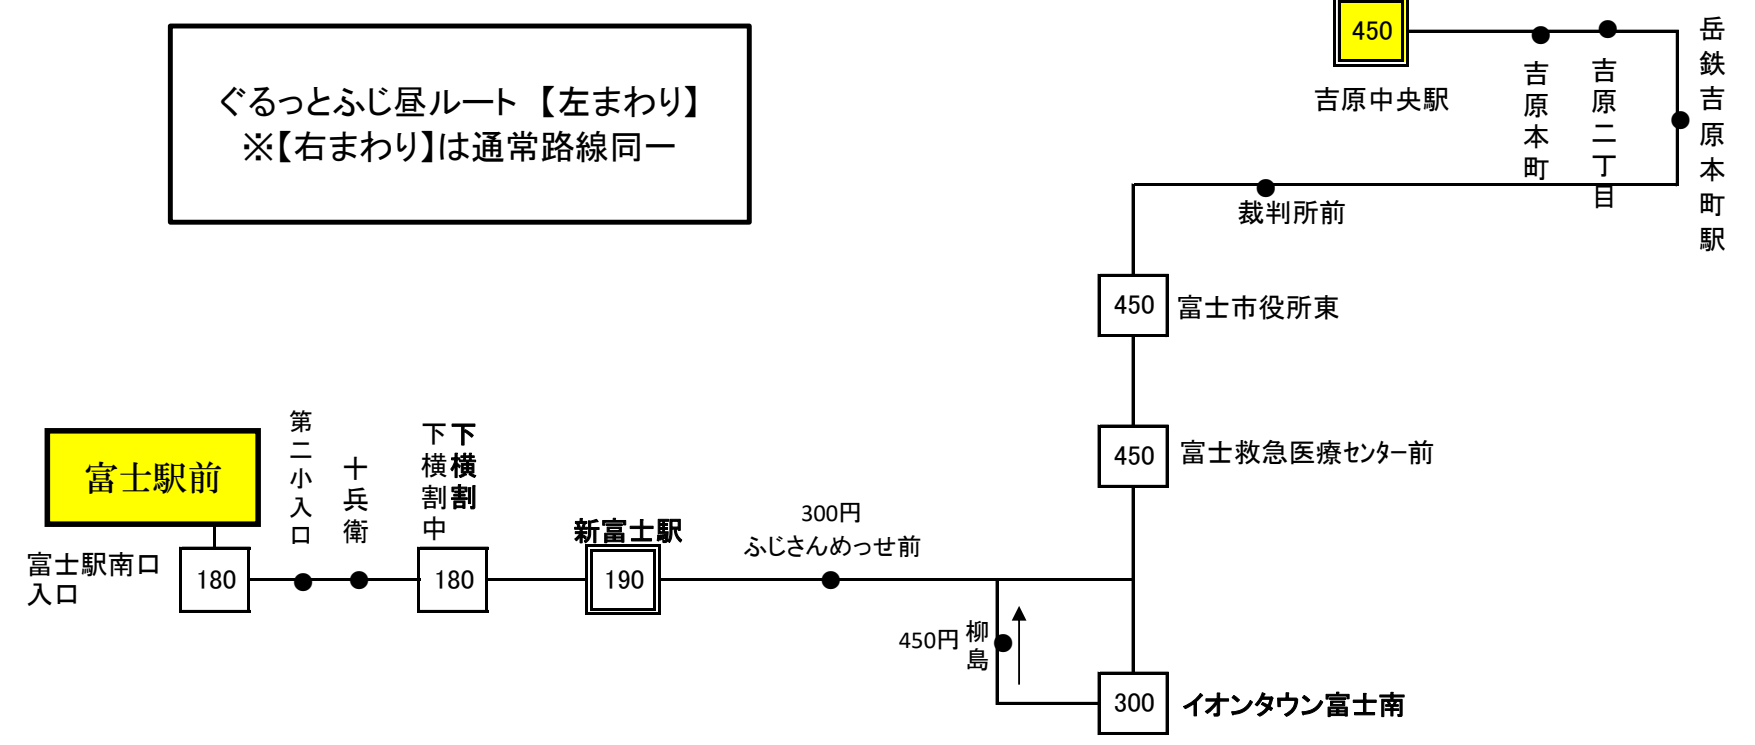 ぐるっとふじ昼ルート 【左まわり】
※【右まわり】は通常路線同一
450
吉原中央駅
吉原本町
吉原二丁目
岳鉄吉原本町駅
裁判所前
450
富士市役所東
450
富士救急医療センター前
富士駅前
富士駅南口
入口
180
第二小入口
十兵衛
下横割中
下横割
180
新富士駅
190
300円
ふじさんめっせ前
450円
柳島
300
イオンタウン富士南